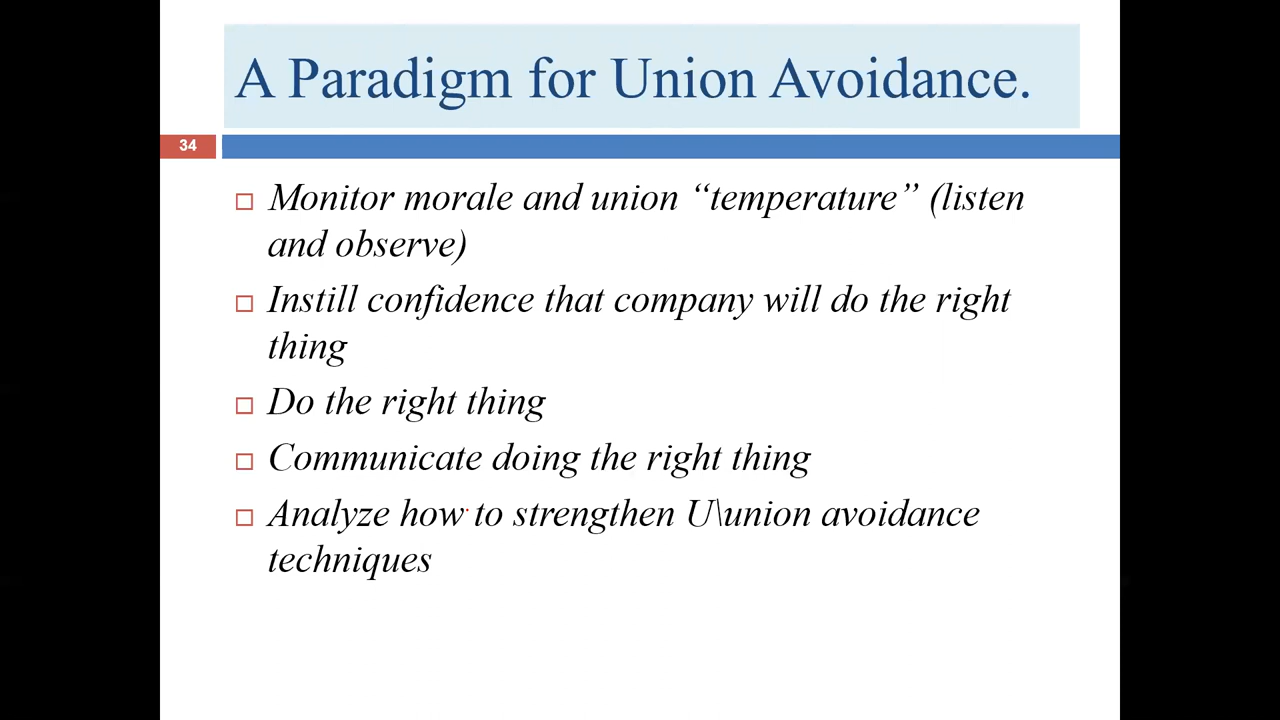 A Paradigm for Union Avoidance.
34
Monitor morale and union “temperature” (listen
and observe)
Instill confidence that company will do the right
thing
Do the right thing
Communicate doing the right thing
Analyze how to strengthen U\union avoidance
techniques